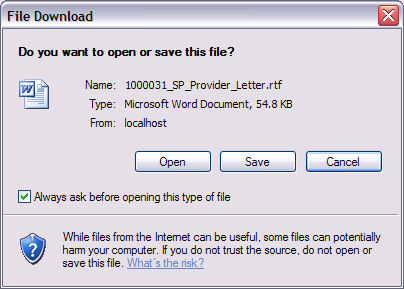 File Download
Do you want to open or save this file?
Name: 1000031_SP_Provider_Letter.rtf
Type: Microsoft Word Document, 54.8 KB
From: localhost
Open Save Cancel
Always ask before opening this type of file
While files from the Internet can be useful, some files can potentially
harm your computer. If you do not trust the source, do not open or
save this file. What's the risk?